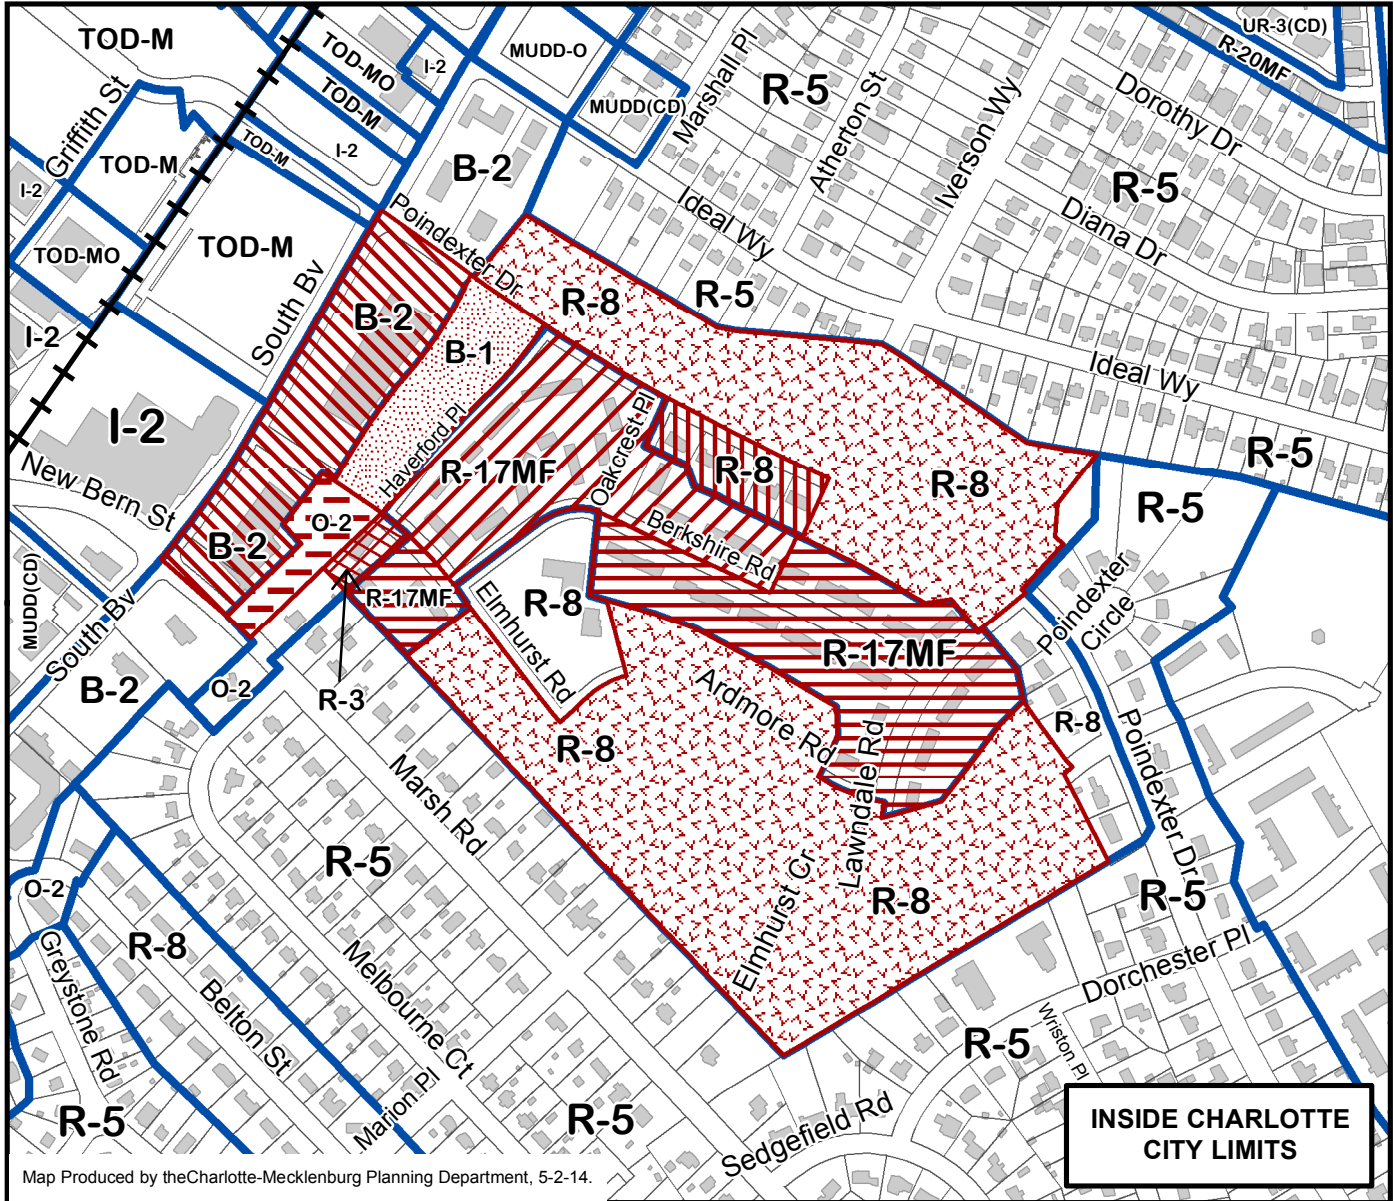 TOD-M
TOD-MO
I-2
MUDD-O
UR-3(CD)
R-20MF
MUDD(CD)
Marshall Pl
R-5
Atherton St
Iverson Wy
Dorothy Dr
Griffith St
TOD-M
TOD-M
TOD-M
I-2
B-2
I-2
R-5
Diana Dr
Ideal Wy
Poindexter Dr
TOD-MO
TOD-M
South Bv
R-8
R-5
I-2
B-2
B-1
Ideal Wy
I-2
Haverford Pl
Oakcrest Pl
R-5
R-17MF
R-8
R-8
R-5
New Bern St
O-2
B-2
Berkshire Rd
MUDD(CD)
South Bv
R-17MF
Elmhurst Rd
R-8
Poindexter
Circle
R-17MF
B-2
O-2
R-3
Ardmore Rd
R-8
R-8
Poindexter Dr
Marsh Rd
Lawndale Rd
R-5
Elmhurst Cr
R-8
R-5
O-2
R-8
Greystone Rd
Belton St
Melbourne Ct
Dorchester Pl
Wriston Pl
R-5
R-5
Marion Pl
R-5
Sedgefield Rd
INSIDE CHARLOTTE
CITY LIMITS
Map Produced by theCharlotte-Mecklenburg Planning Department, 5-2-14.